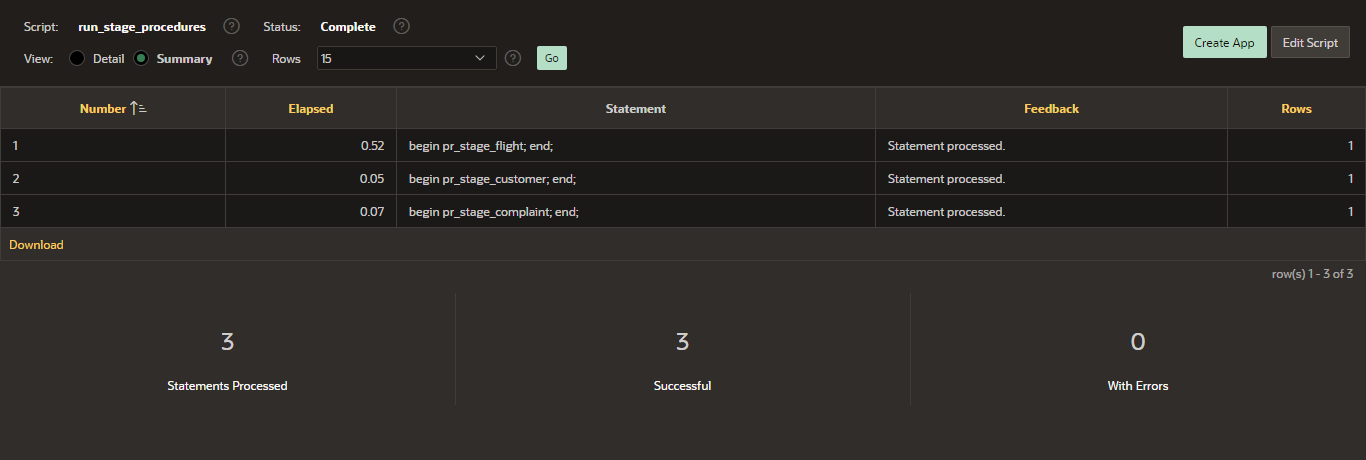 Script: run_stage_procedures ? Status: Complete ?
View: Detail Summary ? Rows 15 ? Go Create App Edit Script
Number Elapsed Statement Feedback Rows
1 0.52 begin pr_stage_flight; end; Statement processed. 1
2 0.05 begin pr_stage_customer; end; Statement processed. 1
3 0.07 begin pr_stage_complaint; end; Statement processed. 1
Download
row(s) 1 - 3 of 3
3 3 0
Statements Processed Successful With Errors